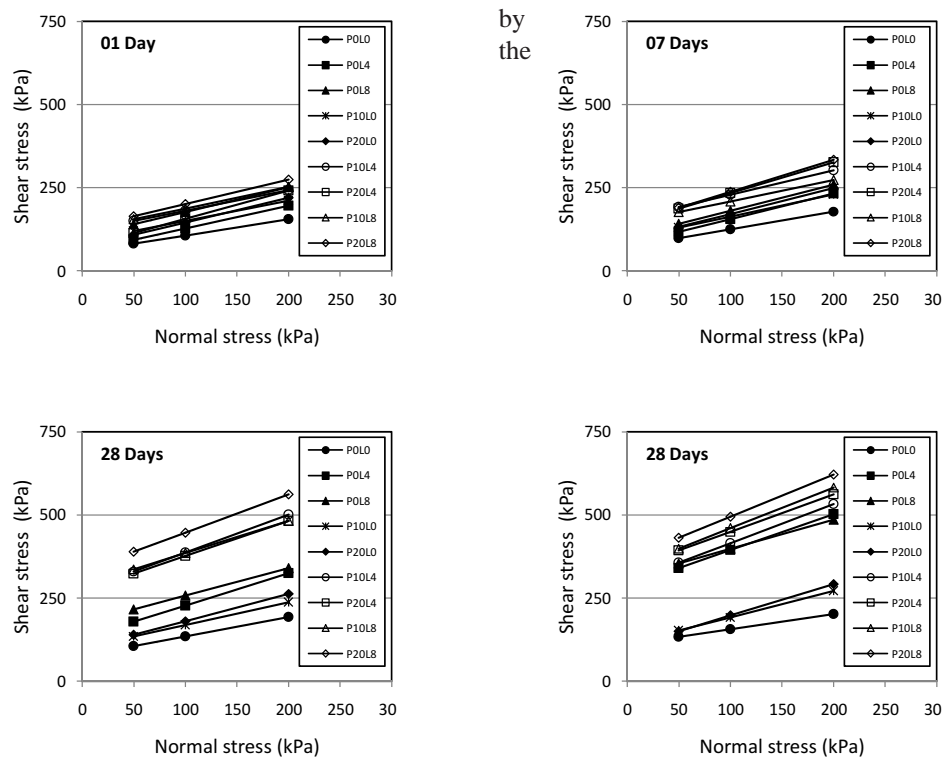 by
the
750
500
250
0
Shear stress (kPa)
01 Day
P0L0
P0L4
P0L8
P10L0
P20L0
P10L4
P20L4
P10L8
P20L8
0 50 100 150 200 250 30
Normal stress (kPa)
750
500
250
0
Shear stress (kPa)
07 Days
P0L0
P0L4
P0L8
P10L0
P20L0
P10L4
P20L4
P10L8
P20L8
0 50 100 150 200 250 30
Normal stress (kPa)
750
500
250
0
Shear stress (kPa)
28 Days
P0L0
P0L4
P0L8
P10L0
P20L0
P10L4
P20L4
P10L8
P20L8
0 50 100 150 200 250 30
Normal stress (kPa)
750
500
250
0
Shear stress (kPa)
28 Days
P0L0
P0L4
P0L8
P10L0
P20L0
P10L4
P20L4
P10L8
P20L8
0 50 100 150 200 250 30
Normal stress (kPa)